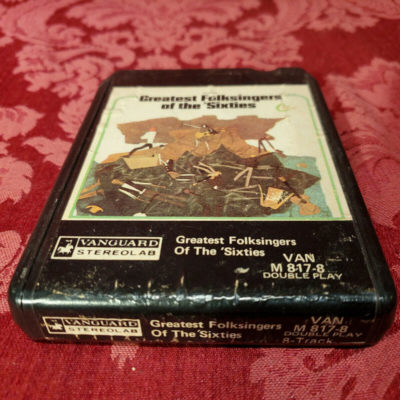 Greatest Folksingers
of the 'Sixties
VANGUARD
STEREOLAB
Greatest Folksingers
Of The 'Sixties
VAN
M 817-8
DOUBLE PLAY
VANGUARD
STEREOLAB
Greatest Folksingers
Of The 'Sixties
VAN
M 817-8
DOUBLE PLAY
8-Track